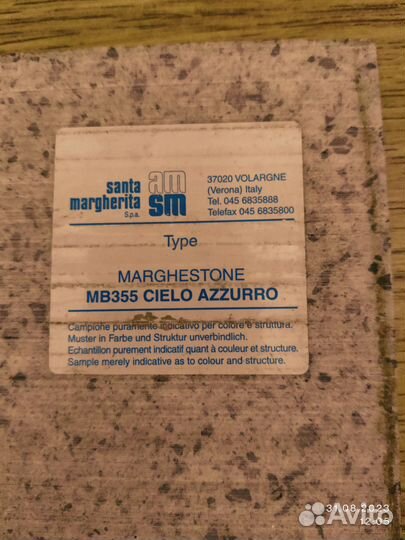 santa
margherita
S.p.a.
am
sm
37020 VOLARGNE
(Verona) Italy
Tel. 045 6835888
Telefax 045 6835800
Type
MARGHESTONE
MB355 CIELO AZZURRO
Campione puramente indicativo per colore e struttura.
Muster in Farbe und Struktur unverbindlich.
Echantillon purement indicatif quant à couleur et structure.
Sample merely indicative as to colour and structure.
31.08.2023
12:05
Avito